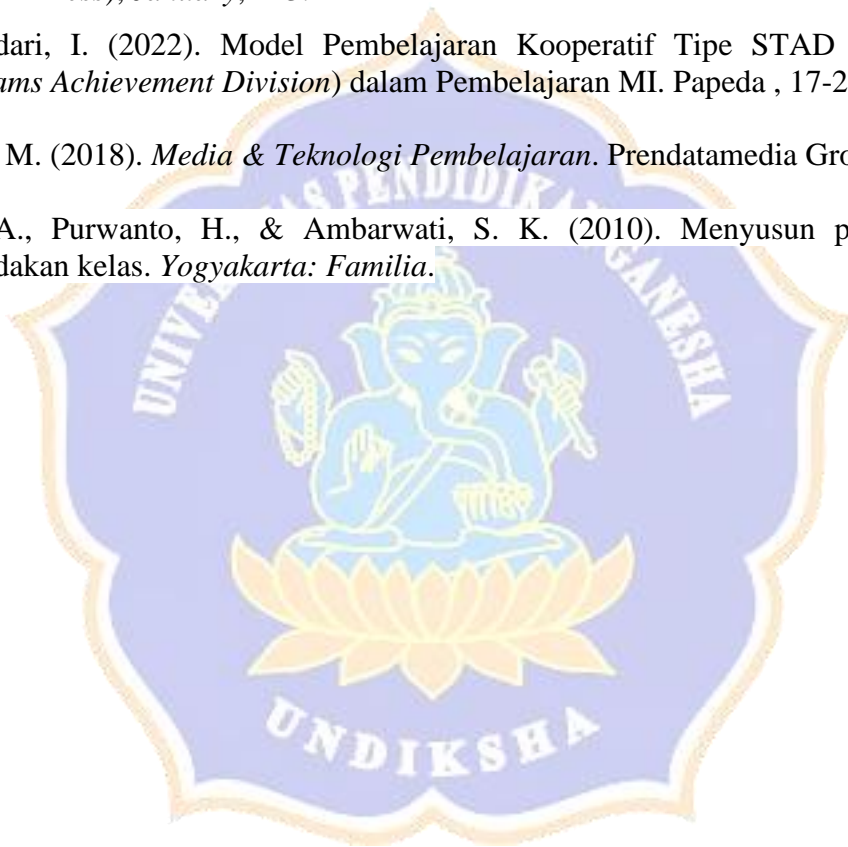 dari, I. (2022). Model Pembelajaran Kooperatif Tipe STAD
ams Achievement Division) dalam Pembelajaran MI. Papeda , 17-2
M. (2018). Media & Teknologi Pembelajaran. Prendatamedia Gro
A., Purwanto, H., & Ambarwati, S. K. (2010). Menyusun p
dakan kelas. Yogyakarta: Familia.
UNIVERSITAS PENDIDIKAN GANESHA
UNDIKSHA